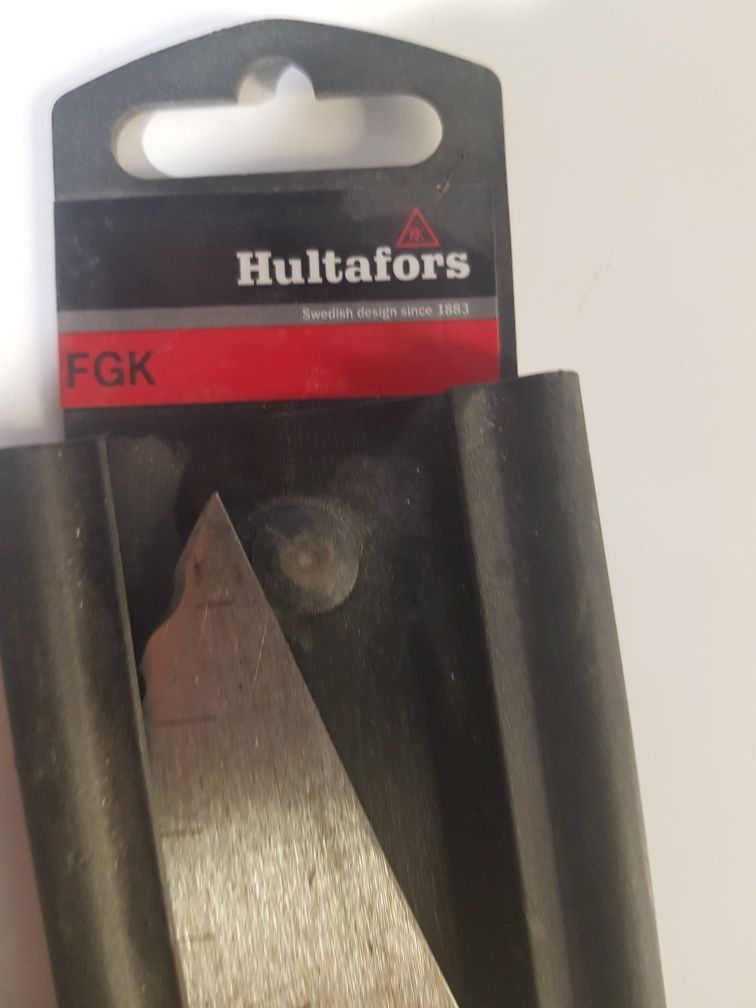 Hultafors
Swedish design since 1883
FGK